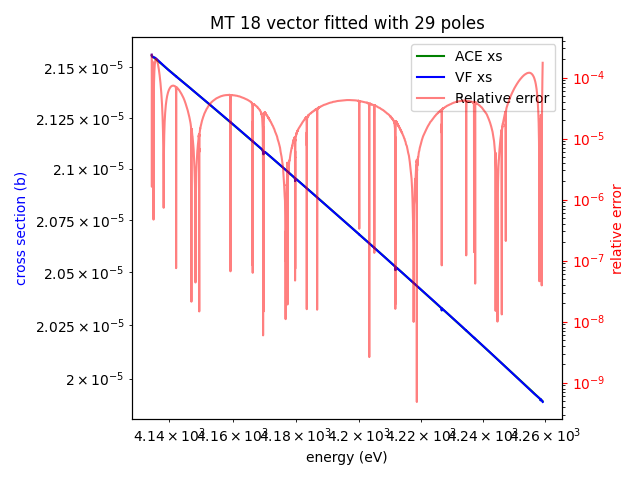 MT 18 vector fitted with 29 poles
ACE xs
VF xs
Relative error
cross section (b)
2.15 × 10⁻⁵
2.125 × 10⁻⁵
2.1 × 10⁻⁵
2.075 × 10⁻⁵
2.05 × 10⁻⁵
2.025 × 10⁻⁵
2 × 10⁻⁵
10⁻⁴
10⁻⁵
10⁻⁶
10⁻⁷
10⁻⁸
10⁻⁹
relative error
4.14 × 10³ 4.16 × 10³ 4.18 × 10³ 4.2 × 10³ 4.22 × 10³ 4.24 × 10³ 4.26 × 10³
energy (eV)